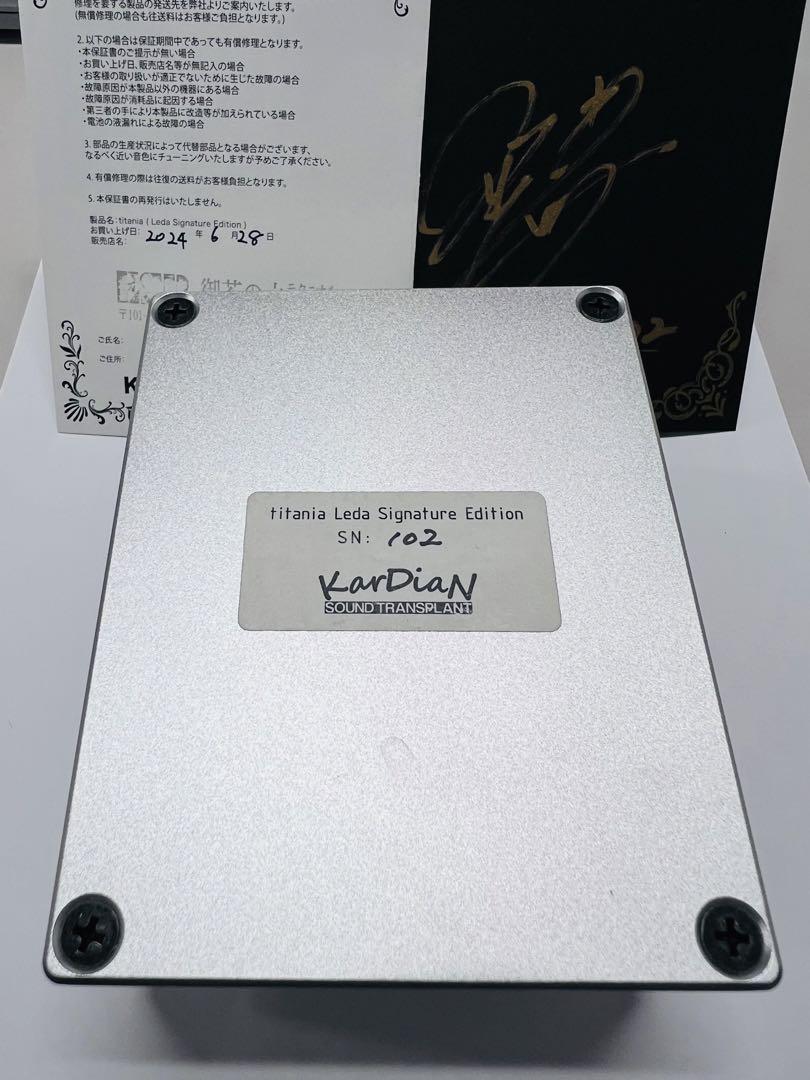 修理を要する製品の発送先を弊社よりご案内いたします。
(無償修理の場合も往送料はお客様ご負担となります。)
2.以下の場合は保証期間中であっても有償修理となります。
・本保証書のご提示が無い場合
・お買い上げ日、販売店名等が無記入の場合
・お客様の取り扱いが適正でないために生じた故障の場合
・故障原因が本製品以外の機器にある場合
・故障原因が消耗品に起因する場合
・第三者の手により本製品に改造等が加えられている場合
・電池の液漏れによる故障の場合
3.部品の生産状況によって代替部品となる場合がございます、
なるべく近い音色にチューニングいたしますが予めご了承ください。
4.有償修理の際は往復の送料がお客様負担となります。
5.本保証書の再発行はいたしません。
製品名:titania ( Leda Signature Edition )
お買い上げ日: 2024 年 6 月 28 日
販売店名:
〒101-
ご氏名:
ご住所:
K
titania Leda Signature Edition
SN: 102
KarDiaN
SOUND TRANSPLANT